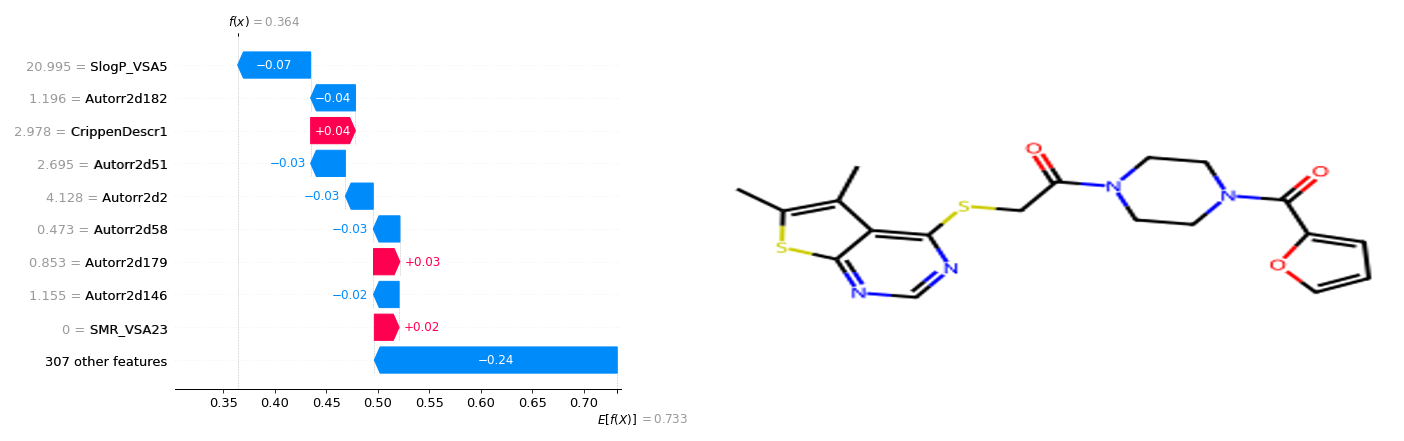 f(x) = 0.364
20.995 = SlogP_VSA5 −0.07
1.196 = Autorr2d182 −0.04
2.978 = CrippenDescr1 +0.04
2.695 = Autorr2d51 −0.03
4.128 = Autorr2d2 −0.03
0.473 = Autorr2d58 −0.03
0.853 = Autorr2d179 +0.03
1.155 = Autorr2d146 −0.02
0 = SMR_VSA23 +0.02
307 other features −0.24
0.35 0.40 0.45 0.50 0.55 0.60 0.65 0.70
E[f(X)] = 0.733
O
O
N
N
S
S
O
N
N